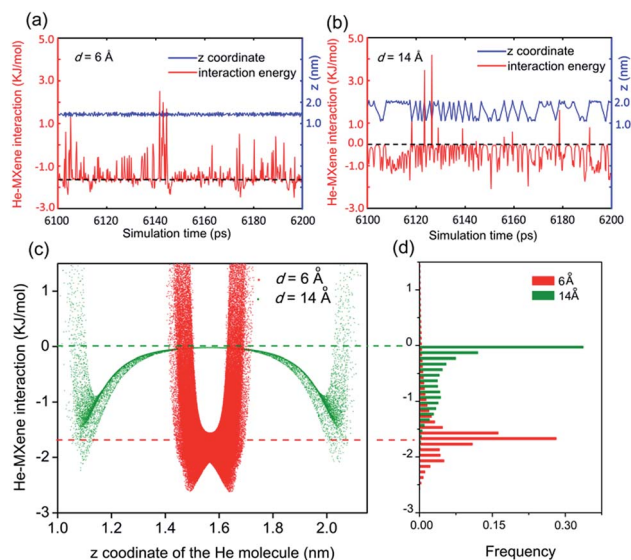 (a)
5.0
3.0
1.0
-1.0
-3.0
He-MXene interaction (KJ/mol)
d = 6 Å
z coordinate
interaction energy
2.0
1.0
z (nm)
6100 6120 6140 6160 6180 6200
Simulation time (ps)
(b)
5.0
3.0
1.0
0.0
-1.0
-3.0
He-MXene interaction (KJ/mol)
d = 14 Å
z coordinate
interaction energy
2.0
1.0
z (nm)
6100 6120 6140 6160 6180 6200
Simulation time (ps)
(c)
1
0
-1
-2
-3
He-MXene interaction (KJ/mol)
d = 6 Å
d = 14 Å
1.0 1.2 1.4 1.6 1.8 2.0
z coodinate of the He molecule (nm)
(d)
6Å
14Å
1
0
-1
-2
-3
0.00 0.15 0.30
Frequency